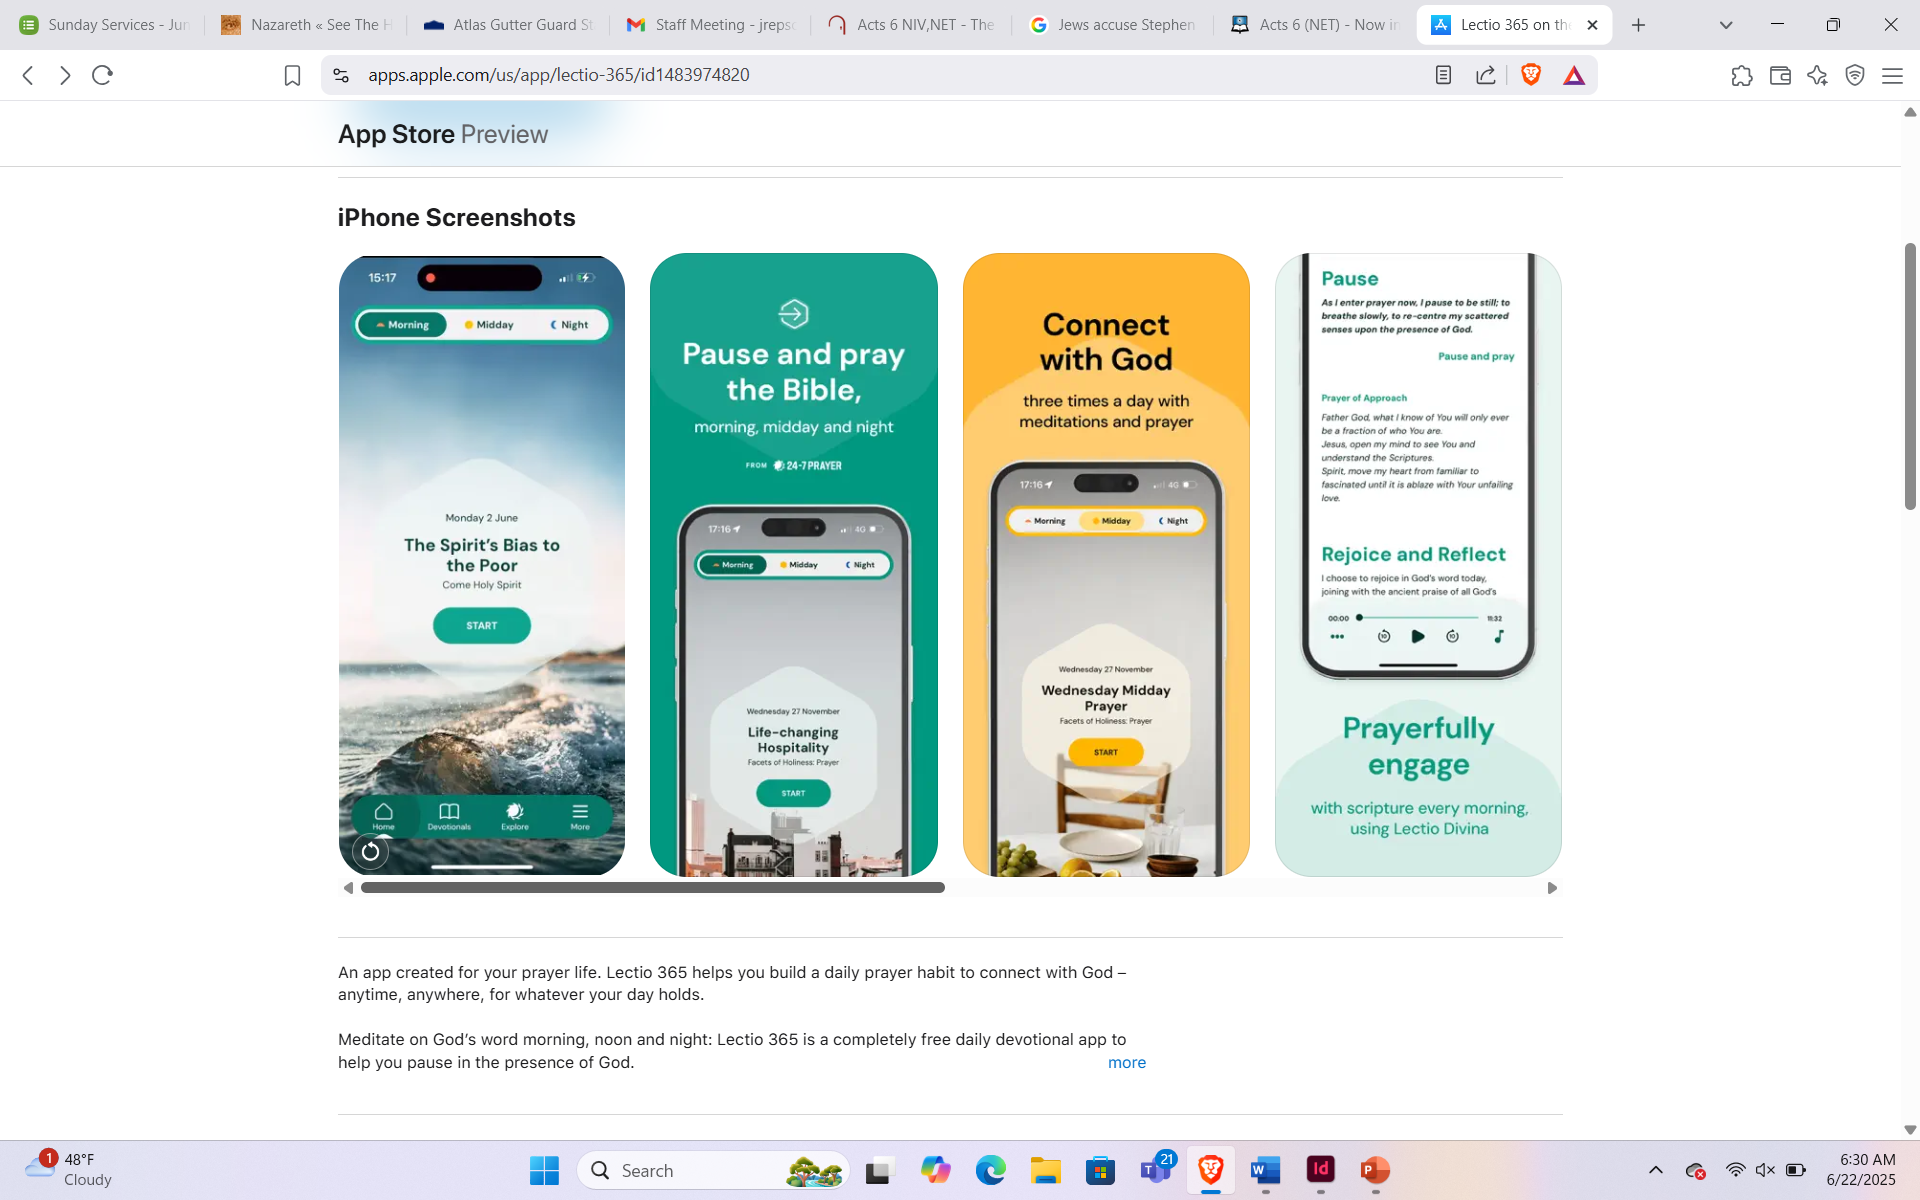 Sunday Services - Jun
Nazareth « See The H
Atlas Gutter Guard St
Staff Meeting - jreps
Acts 6 NIV,NET - The
Jews accuse Stephen
Acts 6 (NET) - Now in
Lectio 365 on the
apps.apple.com/us/app/lectio-365/id1483974820
App Store Preview
iPhone Screenshots
15:17
Morning Midday Night
Monday 2 June
The Spirit's Bias to
the Poor
Come Holy Spirit
START
Home Devotionals Explore More
Pause and pray
the Bible,
morning, midday and night
FROM 24-7 PRAYER
17:16 4G
Morning Midday Night
Wednesday 27 November
Life-changing
Hospitality
Facets of Holiness: Prayer
START
Connect
with God
three times a day with
meditations and prayer
17:16 4G
Morning Midday Night
Wednesday 27 November
Wednesday Midday
Prayer
Facets of Holiness: Prayer
START
Pause
As I enter prayer now, I pause to be still; to
breathe slowly, to re-centre my scattered
senses upon the presence of God.
Pause and pray
Prayer of Approach
Father God, what I know of You will only ever
be a fraction of who You are.
Jesus, open my mind to see You and
understand the Scriptures.
Spirit, move my heart from familiar to
fascinated until it is ablaze with Your unfailing
love.
Rejoice and Reflect
I choose to rejoice in God's word today,
joining with the ancient praise of all God's
00:00 11:32
10 10
Prayerfully
engage
with scripture every morning,
using Lectio Divina
An app created for your prayer life. Lectio 365 helps you build a daily prayer habit to connect with God –
anytime, anywhere, for whatever your day holds.
Meditate on God's word morning, noon and night: Lectio 365 is a completely free daily devotional app to
help you pause in the presence of God. more
1
48°F
Cloudy
Search
21
6:30 AM
6/22/2025